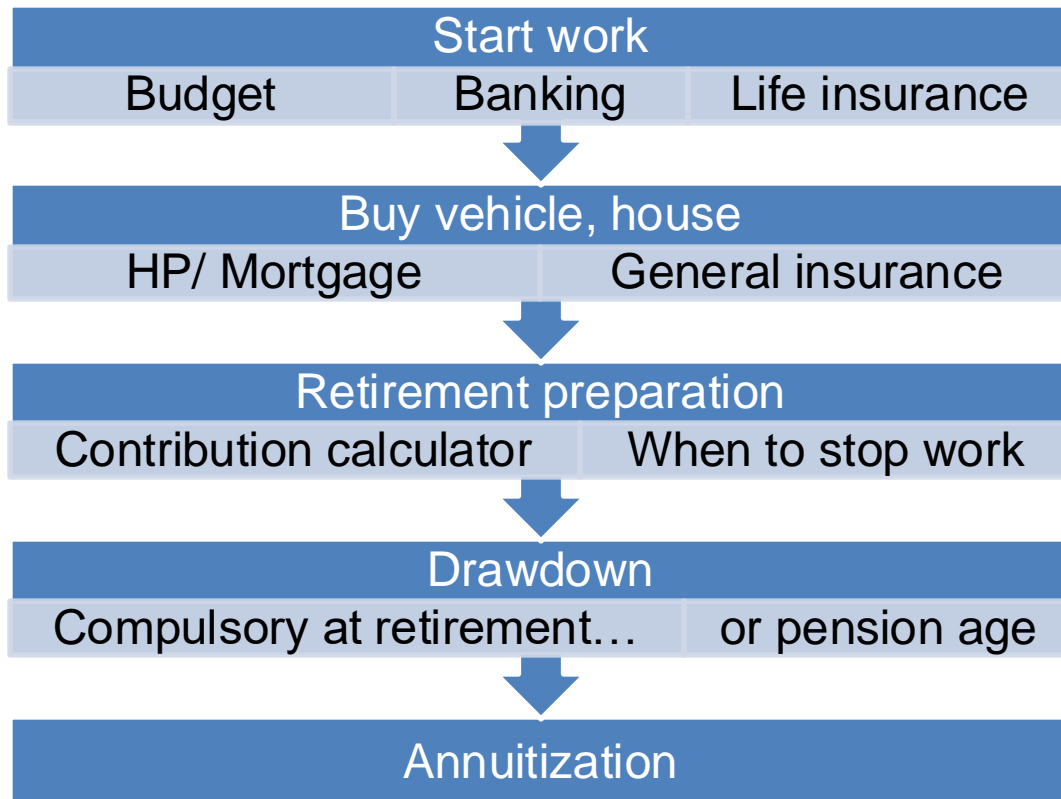 Start work
Budget Banking Life insurance
Buy vehicle, house
HP/ Mortgage General insurance
Retirement preparation
Contribution calculator When to stop work
Drawdown
Compulsory at retirement… or pension age
Annuitization